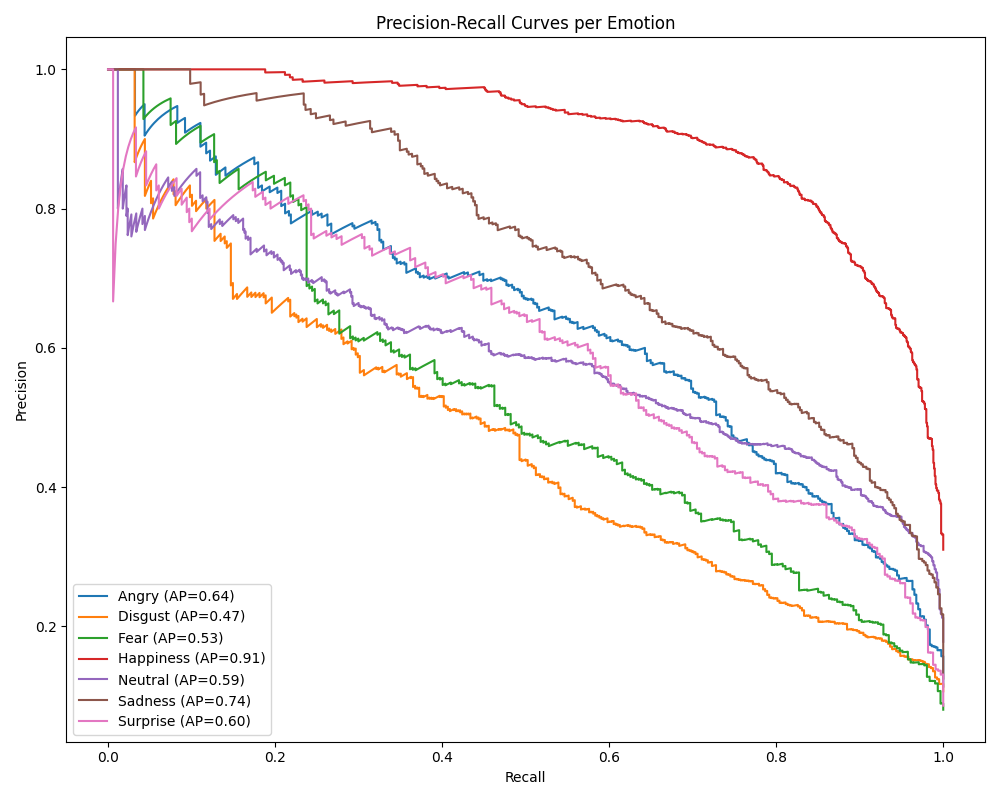 Precision-Recall Curves per Emotion
1.0
0.8
0.6
0.4
0.2
Precision
Angry (AP=0.64)
Disgust (AP=0.47)
Fear (AP=0.53)
Happiness (AP=0.91)
Neutral (AP=0.59)
Sadness (AP=0.74)
Surprise (AP=0.60)
0.0 0.2 0.4 0.6 0.8 1.0
Recall